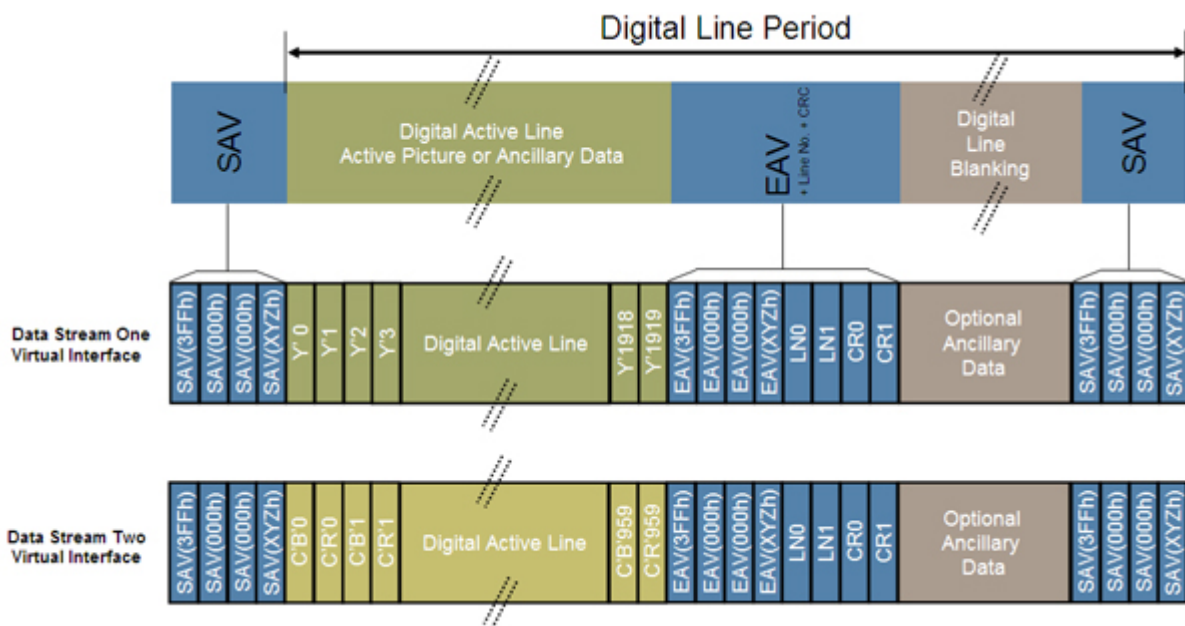 Digital Line Period
SAV
Digital Active Line
Active Picture or Ancillary Data
EAV
+ Line No. + CRC
Digital
Line
Blanking
SAV
Data Stream One
Virtual Interface
SAV(3FFh)
SAV(000h)
SAV(000h)
SAV(XYZh)
Y' 0
Y'1
Y'2
Y'3
Digital Active Line
Y'1918
Y'1919
EAV(3FFh)
EAV(000h)
EAV(000h)
EAV(XYZh)
LN0
LN1
CR0
CR1
Optional
Ancillary
Data
SAV(3FFh)
SAV(000h)
SAV(000h)
SAV(XYZh)
Data Stream Two
Virtual Interface
SAV(3FFh)
SAV(000h)
SAV(000h)
SAV(XYZh)
C'B'0
C'R'0
C'B'1
C'R'1
Digital Active Line
C'B'959
C'R'959
EAV(3FFh)
EAV(000h)
EAV(000h)
EAV(XYZh)
LN0
LN1
CR0
CR1
Optional
Ancillary
Data
SAV(3FFh)
SAV(000h)
SAV(000h)
SAV(XYZh)